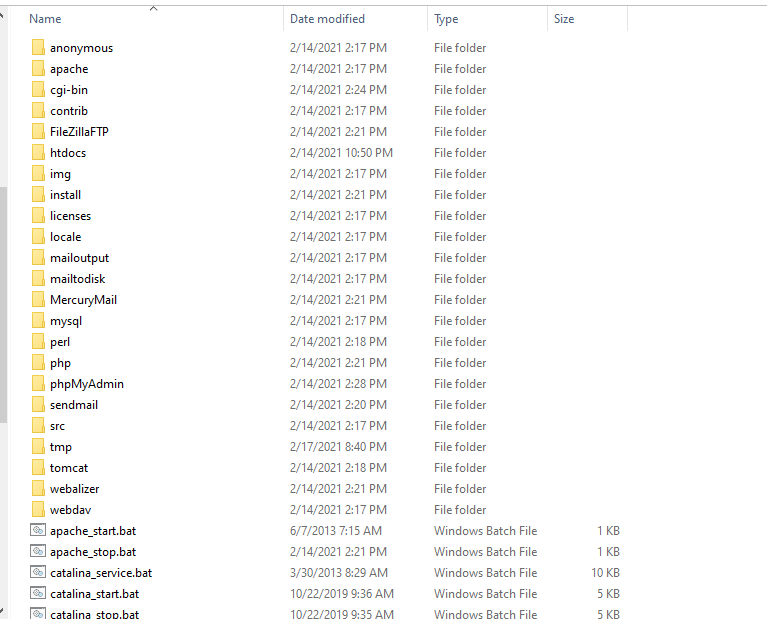 Name Date modified Type Size
anonymous 2/14/2021 2:17 PM File folder
apache 2/14/2021 2:17 PM File folder
cgi-bin 2/14/2021 2:24 PM File folder
contrib 2/14/2021 2:17 PM File folder
FileZillaFTP 2/14/2021 2:21 PM File folder
htdocs 2/14/2021 10:50 PM File folder
img 2/14/2021 2:17 PM File folder
install 2/14/2021 2:21 PM File folder
licenses 2/14/2021 2:17 PM File folder
locale 2/14/2021 2:17 PM File folder
mailoutput 2/14/2021 2:17 PM File folder
mailtodisk 2/14/2021 2:17 PM File folder
MercuryMail 2/14/2021 2:21 PM File folder
mysql 2/14/2021 2:17 PM File folder
perl 2/14/2021 2:18 PM File folder
php 2/14/2021 2:21 PM File folder
phpMyAdmin 2/14/2021 2:28 PM File folder
sendmail 2/14/2021 2:20 PM File folder
src 2/14/2021 2:17 PM File folder
tmp 2/17/2021 8:40 PM File folder
tomcat 2/14/2021 2:18 PM File folder
webalizer 2/14/2021 2:21 PM File folder
webdav 2/14/2021 2:17 PM File folder
apache_start.bat 6/7/2013 7:15 AM Windows Batch File 1 KB
apache_stop.bat 2/14/2021 2:21 PM Windows Batch File 1 KB
catalina_service.bat 3/30/2013 8:29 AM Windows Batch File 10 KB
catalina_start.bat 10/22/2019 9:36 AM Windows Batch File 5 KB
catalina_stop.bat 10/22/2019 9:35 AM Windows Batch File 5 KB